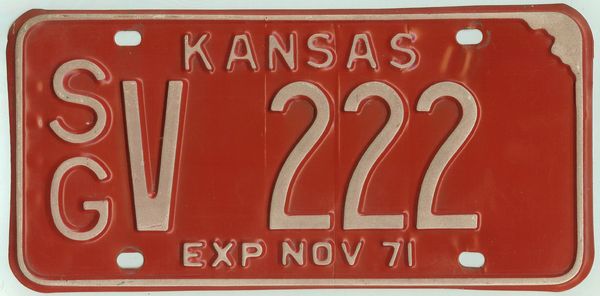 KANSAS
SG V 222
EXP NOV 71